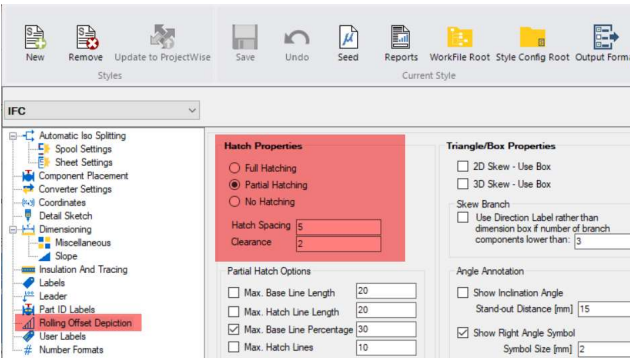 New
Remove
Update to ProjectWise
Save
Undo
Seed
Reports
WorkFile Root
Style Config Root
Output Forma
Styles
Current Style
IFC
Automatic Iso Splitting
Spool Settings
Sheet Settings
Component Placement
Converter Settings
Coordinates
Detail Sketch
Dimensioning
Miscellaneous
Slope
Insulation And Tracing
Labels
Leader
Part ID Labels
Rolling Offset Depiction
User Labels
# Number Formats
Hatch Properties
Full Hatching
Partial Hatching
No Hatching
Hatch Spacing 5
Clearance 2
Partial Hatch Options
Max. Base Line Length 20
Max. Hatch Line Length 20
Max. Base Line Percentage 30
Max. Hatch Lines 10
Triangle/Box Properties
2D Skew - Use Box
3D Skew - Use Box
Skew Branch
Use Direction Label rather than
dimension box if number of branch
components lower than: 3
Angle Annotation
Show Inclination Angle
Stand-out Distance [mm] 15
Show Right Angle Symbol
Symbol Size [mm] 2